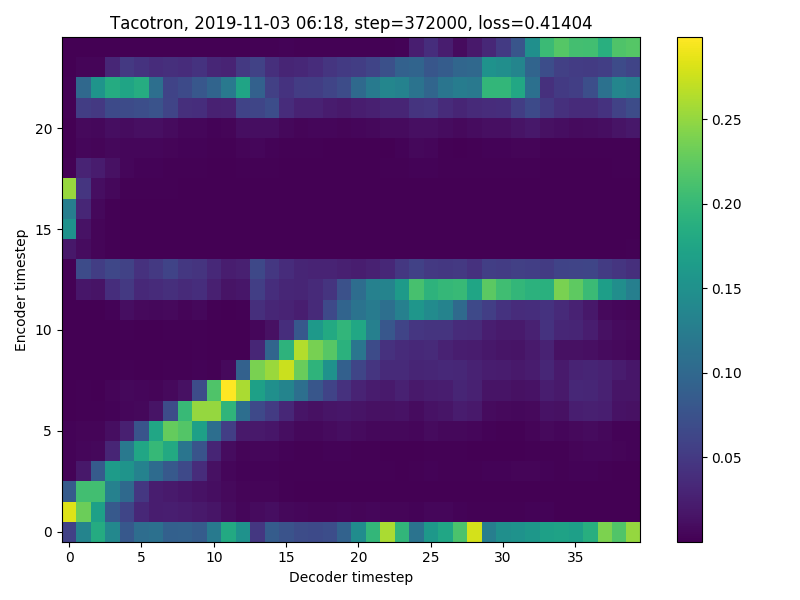 Tacotron, 2019-11-03 06:18, step=372000, loss=0.41404
20
15
10
5
0
Encoder timestep
0 5 10 15 20 25 30 35
Decoder timestep
0.25
0.20
0.15
0.10
0.05